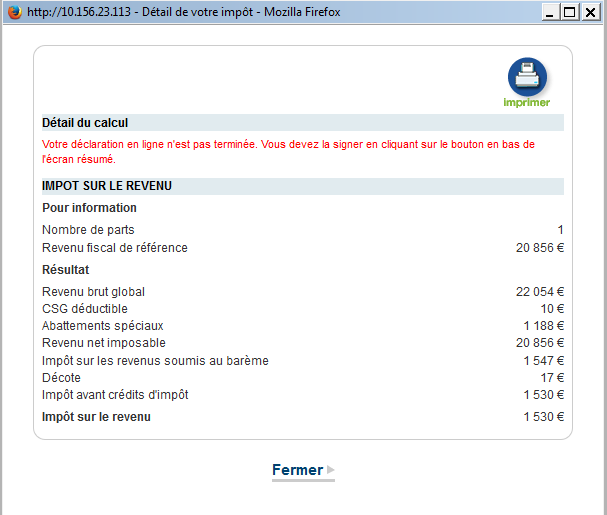 http://10.156.23.113 - Détail de votre impôt - Mozilla Firefox
imprimer
Détail du calcul
Votre déclaration en ligne n'est pas terminée. Vous devez la signer en cliquant sur le bouton en bas de
l'écran résumé.
IMPOT SUR LE REVENU
Pour information
Nombre de parts 1
Revenu fiscal de référence 20 856 €
Résultat
Revenu brut global 22 054 €
CSG déductible 10 €
Abattements spéciaux 1 188 €
Revenu net imposable 20 856 €
Impôt sur les revenus soumis au barème 1 547 €
Décote 17 €
Impôt avant crédits d'impôt 1 530 €
Impôt sur le revenu 1 530 €
Fermer